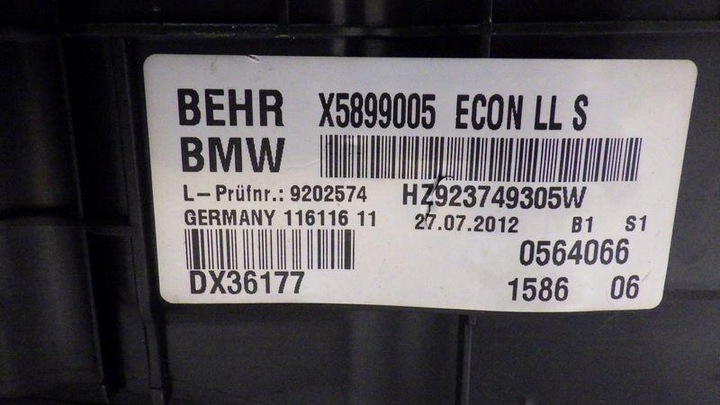 BEHR X5899005 ECON LL S
BMW
L-Prüfnr.: 9202574 HZ923749305W
GERMANY 116116 11 27.07.2012 B1 S1
0564066
DX36177 1586 06